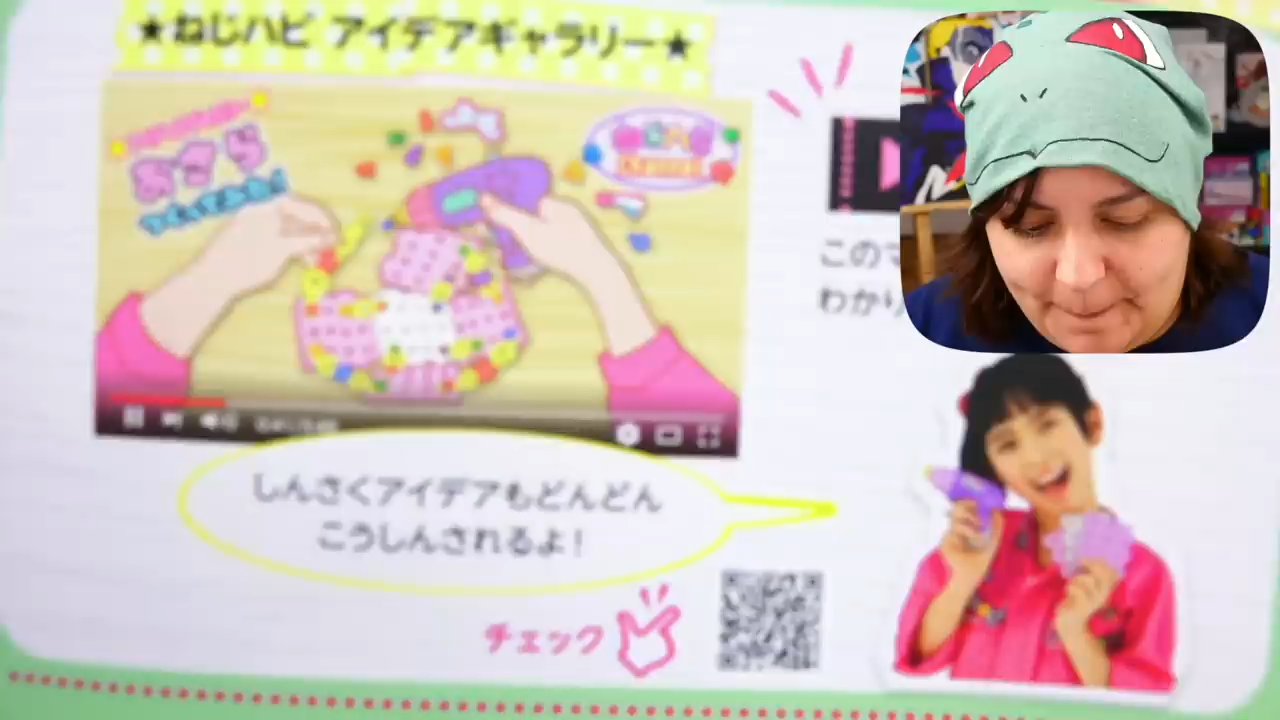 ★ねじハピ アイデアギャラリー★
このマ
わかり
しんさくアイデアもどんどん
こうしんされるよ!
チェック